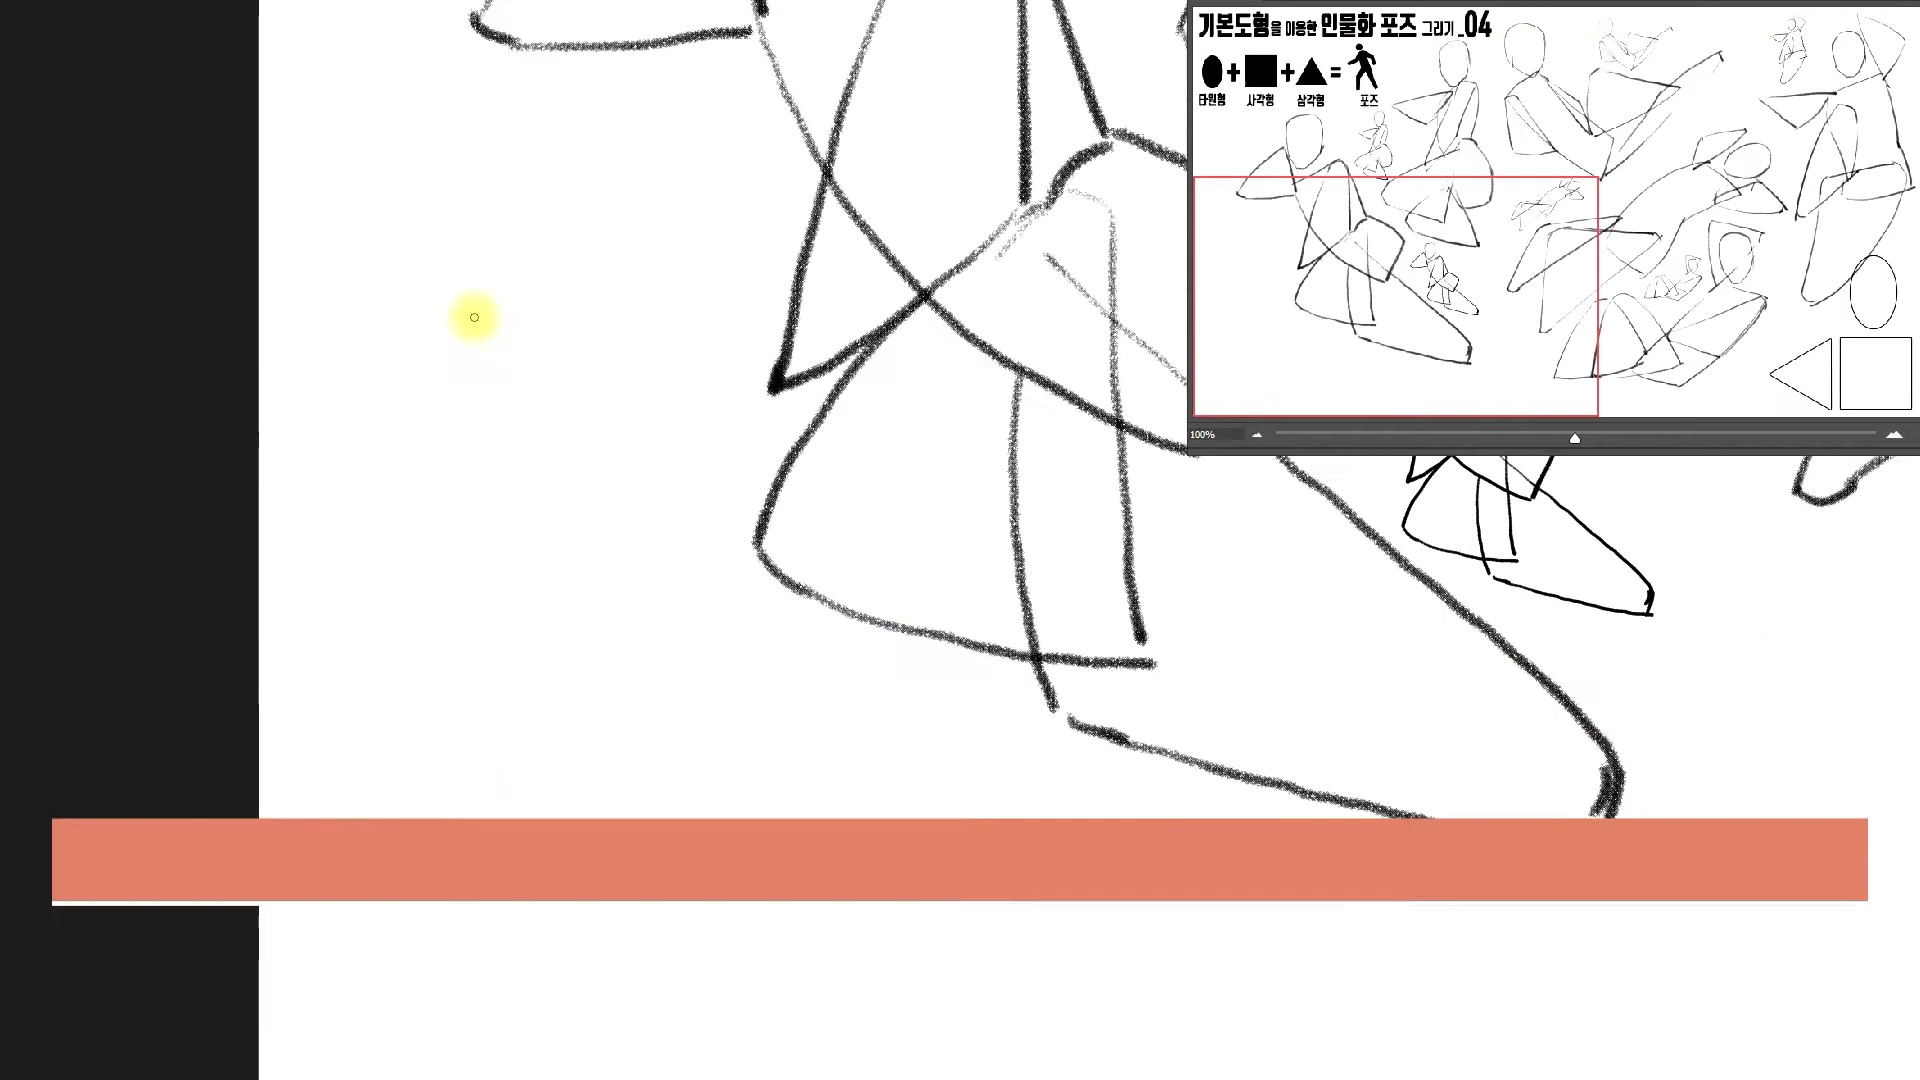 기본도형을 이용한 인물화 포즈 그리기 _04
+ + =
타원형 사각형 삼각형 포즈
100%